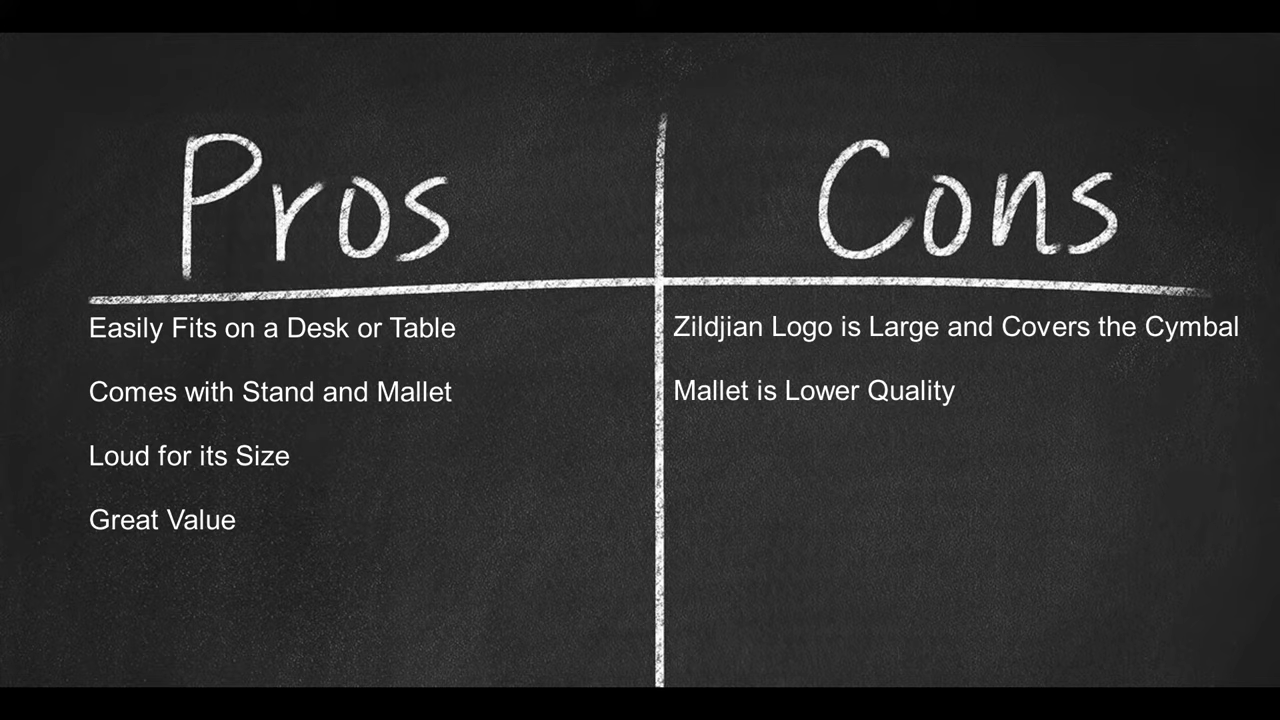 Pros
Cons
Easily Fits on a Desk or Table
Comes with Stand and Mallet
Loud for its Size
Great Value
Zildjian Logo is Large and Covers the Cymbal
Mallet is Lower Quality